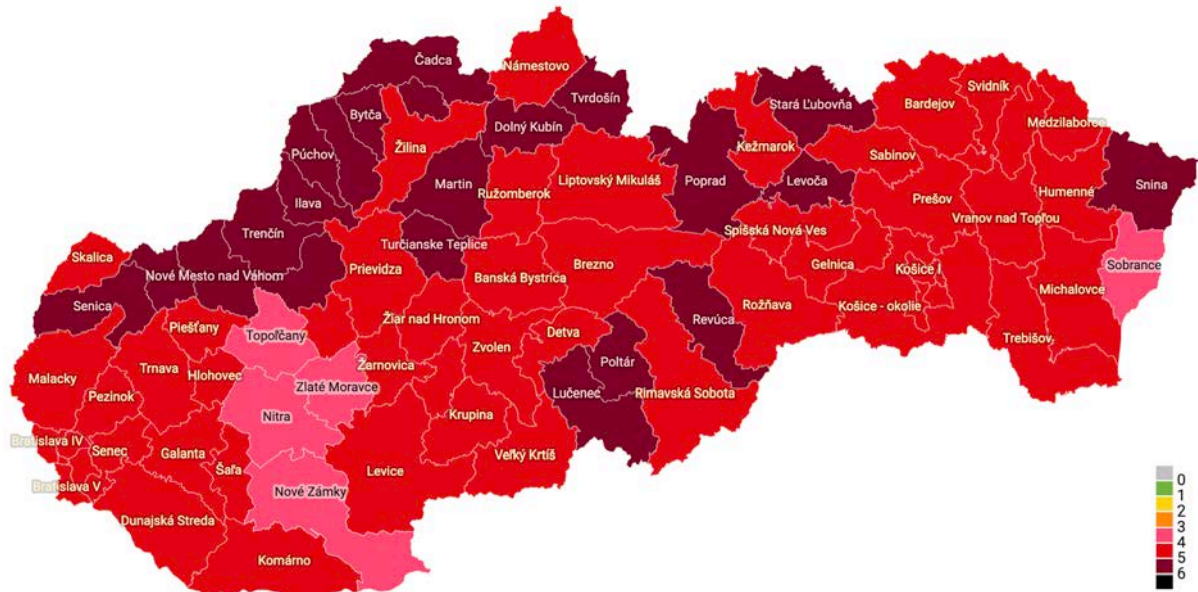 Čadca
Námestovo
Tvrdošín
Stará Ľubovňa
Svidník
Bardejov
Medzilaborce
Bytča
Dolný Kubín
Žilina
Kežmarok
Sabinov
Púchov
Martin
Ružomberok
Liptovský Mikuláš
Poprad
Levoča
Snina
Humenné
Ilava
Prešov
Vranov nad Topľou
Trenčín
Turčianske Teplice
Spišská Nová Ves
Skalica
Nové Mesto nad Váhom
Prievidza
Banská Bystrica
Brezno
Gelnica
Košice I
Sobrance
Michalovce
Senica
Piešťany
Topoľčany
Žiar nad Hronom
Detva
Revúca
Rožňava
Košice - okolie
Trebišov
Malacky
Trnava
Hlohovec
Zlaté Moravce
Žarnovica
Zvolen
Poltár
Lučenec
Rimavská Sobota
Pezinok
Nitra
Krupina
Bratislava IV
Senec
Galanta
Šaľa
Levice
Veľký Krtíš
Bratislava V
Nové Zámky
Dunajská Streda
Komárno
0
1
2
3
4
5
6